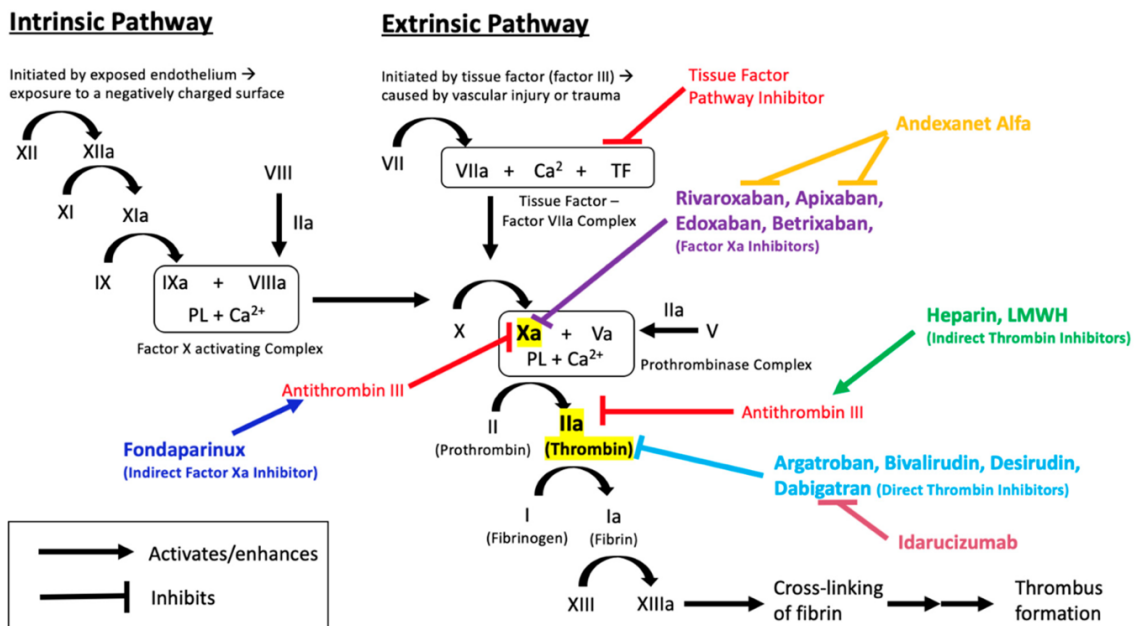 Intrinsic Pathway
Initiated by exposed endothelium →
exposure to a negatively charged surface
XII
XIIa
XI
XIa
VIII
IIa
IX
IXa + VIIIa
PL + Ca²⁺
Factor X activating Complex
Extrinsic Pathway
Initiated by tissue factor (factor III) →
caused by vascular injury or trauma
Tissue Factor
Pathway Inhibitor
VII
VIIa + Ca² + TF
Tissue Factor –
Factor VIIa Complex
Andexanet Alfa
Rivaroxaban, Apixaban,
Edoxaban, Betrixaban,
(Factor Xa Inhibitors)
X
Xa + Va
PL + Ca²⁺
IIa
V
Prothrombinase Complex
Heparin, LMWH
(Indirect Thrombin Inhibitors)
Antithrombin III
Fondaparinux
(Indirect Factor Xa Inhibitor)
II
(Prothrombin)
IIa
(Thrombin)
Antithrombin III
Argatroban, Bivalirudin, Desirudin,
Dabigatran (Direct Thrombin Inhibitors)
Idarucizumab
I
(Fibrinogen)
Ia
(Fibrin)
XIII
XIIIa
Cross-linking
of fibrin
Thrombus
formation
Activates/enhances
Inhibits